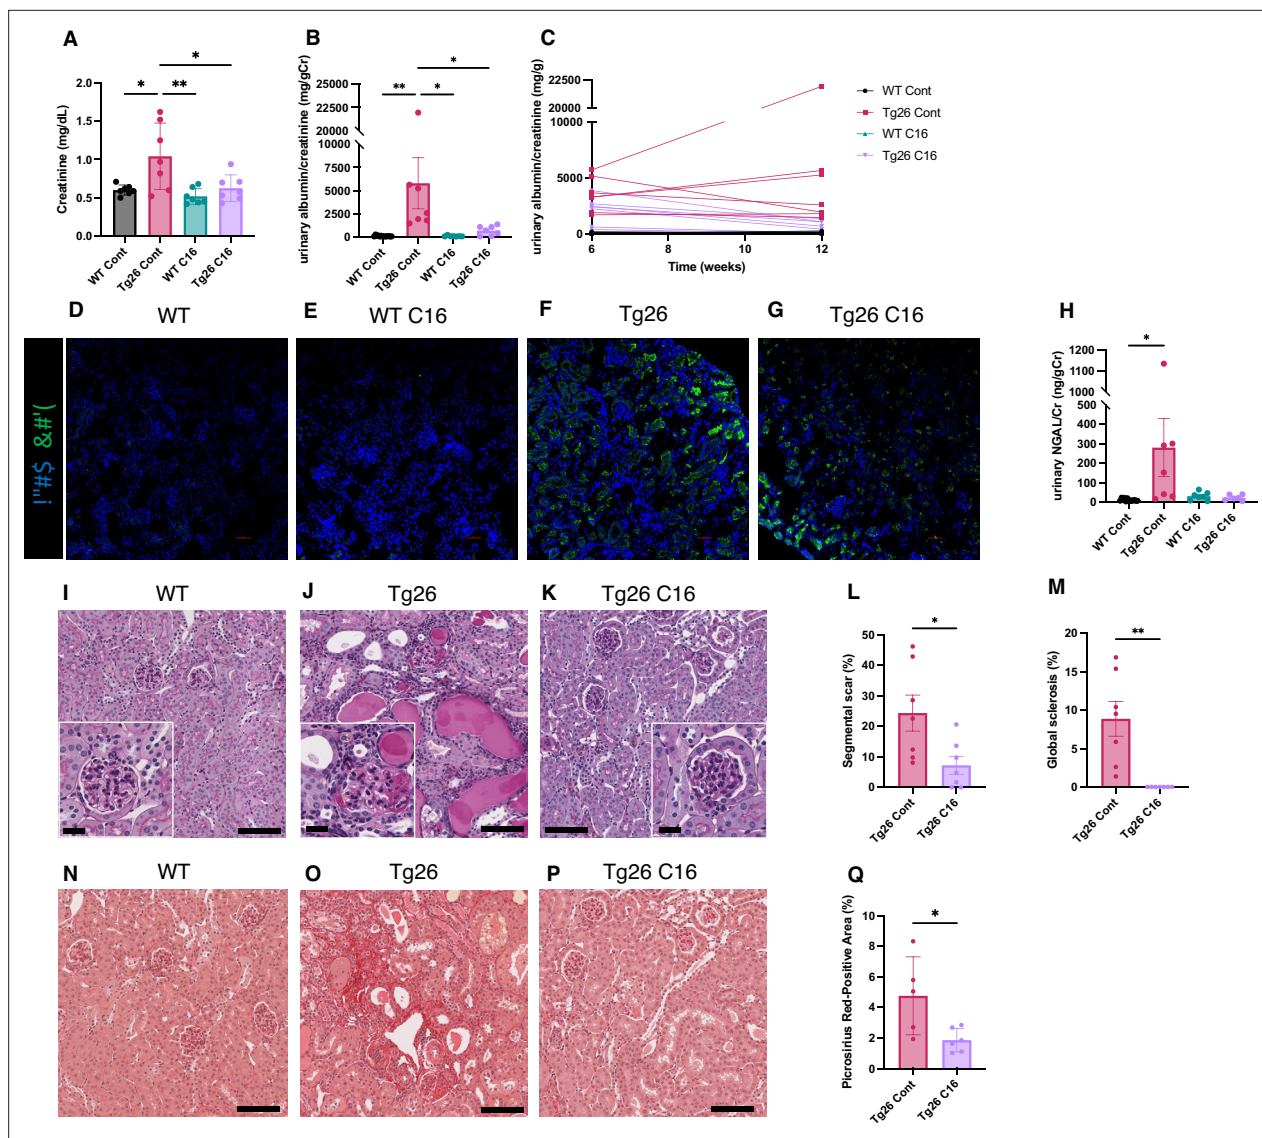 A
Creatinine (mg/dL)
2.0
1.5
1.0
0.5
0.0
*
*
**
WT Cont
Tg26 Cont
WT C16
Tg26 C16
B
urinary albumin/creatinine (mg/gCr)
25000
22500
20000
10000
7500
5000
2500
0
*
**
*
WT Cont
Tg26 Cont
WT C16
Tg26 C16
C
urinary albumin/creatinine (mg/g)
22500
20000
10000
5000
0
6
8
10
12
Time (weeks)
WT Cont
Tg26 Cont
WT C16
Tg26 C16
D
WT
E
WT C16
F
Tg26
G
Tg26 C16
H
urinary NGAL/Cr (ng/gCr)
1200
1100
1000
900
500
400
300
200
100
0
*
WT Cont
Tg26 Cont
WT C16
Tg26 C16
I
WT
J
Tg26
K
Tg26 C16
L
Segmental scar (%)
50
40
30
20
10
0
*
Tg26 Cont
Tg26 C16
M
Global sclerosis (%)
20
15
10
5
0
**
Tg26 Cont
Tg26 C16
N
WT
O
Tg26
P
Tg26 C16
Q
Picrosirius Red-Positive Area (%)
10
8
6
4
2
0
*
Tg26 Cont
Tg26 C16